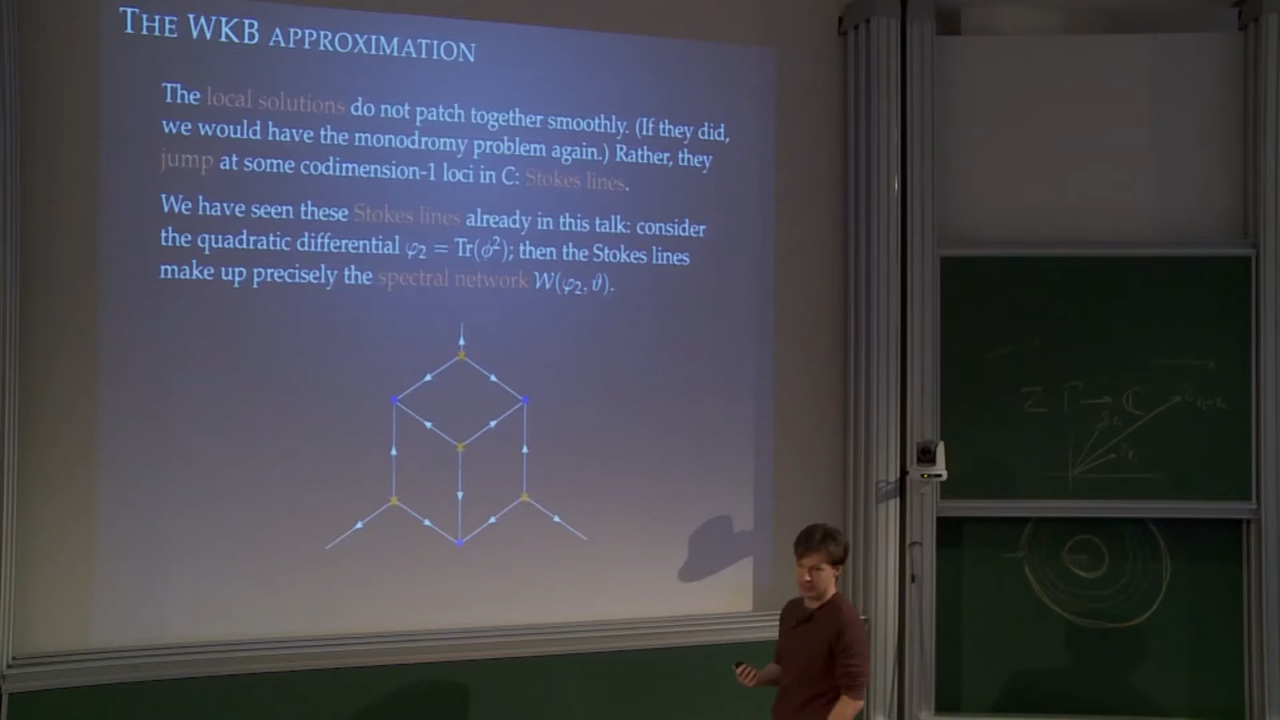 THE WKB APPROXIMATION
The local solutions do not patch together smoothly. (If they did,
we would have the monodromy problem again.) Rather, they
jump at some codimension-1 loci in C: Stokes lines.
We have seen these Stokes lines already in this talk: consider
the quadratic differential φ₂ = Tr(ϕ²); then the Stokes lines
make up precisely the spectral network W(φ₂, ϑ).
Z Γ → ℂ